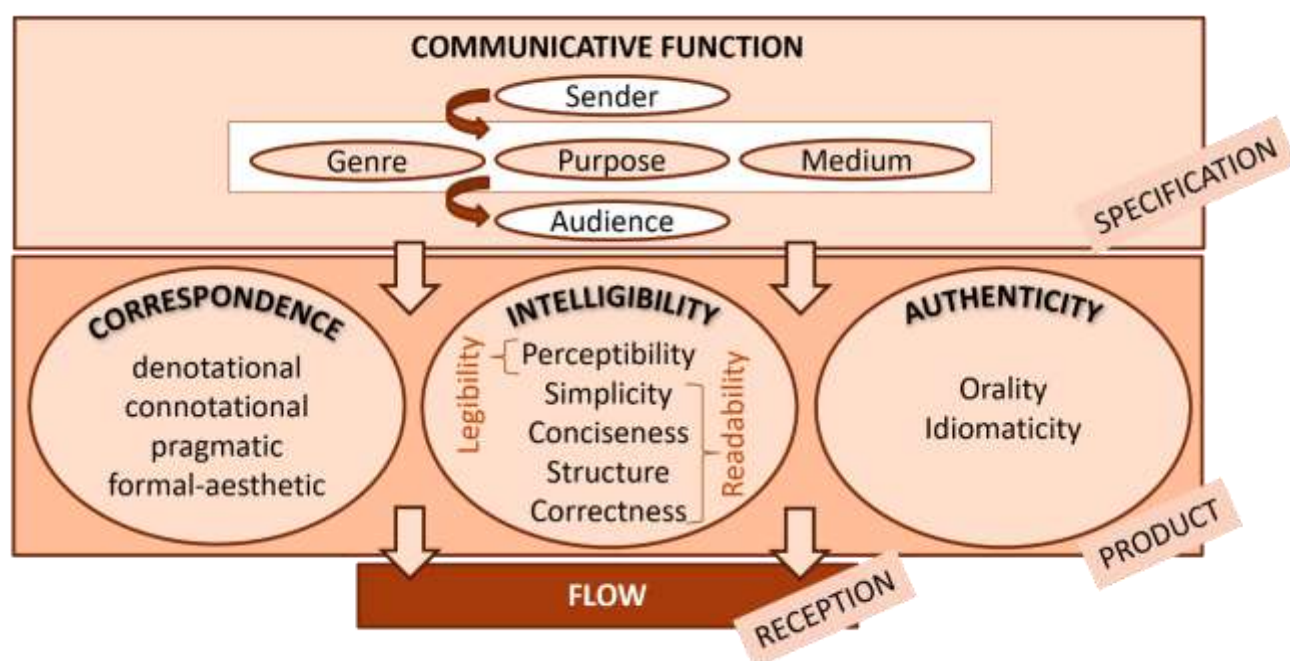 COMMUNICATIVE FUNCTION
Sender
Genre
Purpose
Medium
Audience
SPECIFICATION
CORRESPONDENCE
denotational
connotational
pragmatic
formal-aesthetic
INTELLIGIBILITY
Legibility
Perceptibility
Simplicity
Conciseness
Structure
Correctness
Readability
AUTHENTICITY
Orality
Idiomaticity
PRODUCT
FLOW
RECEPTION